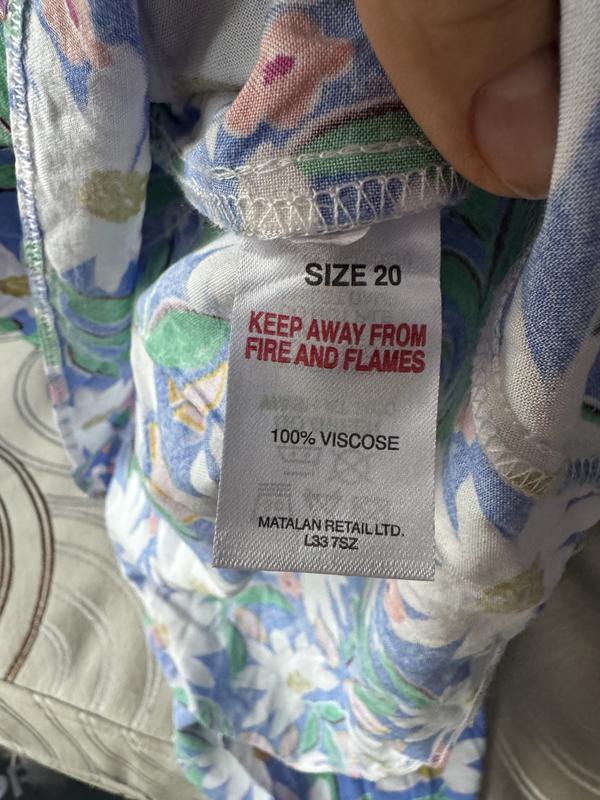 SIZE 20
KEEP AWAY FROM
FIRE AND FLAMES
100% VISCOSE
MATALAN RETAIL LTD.
L33 7SZ